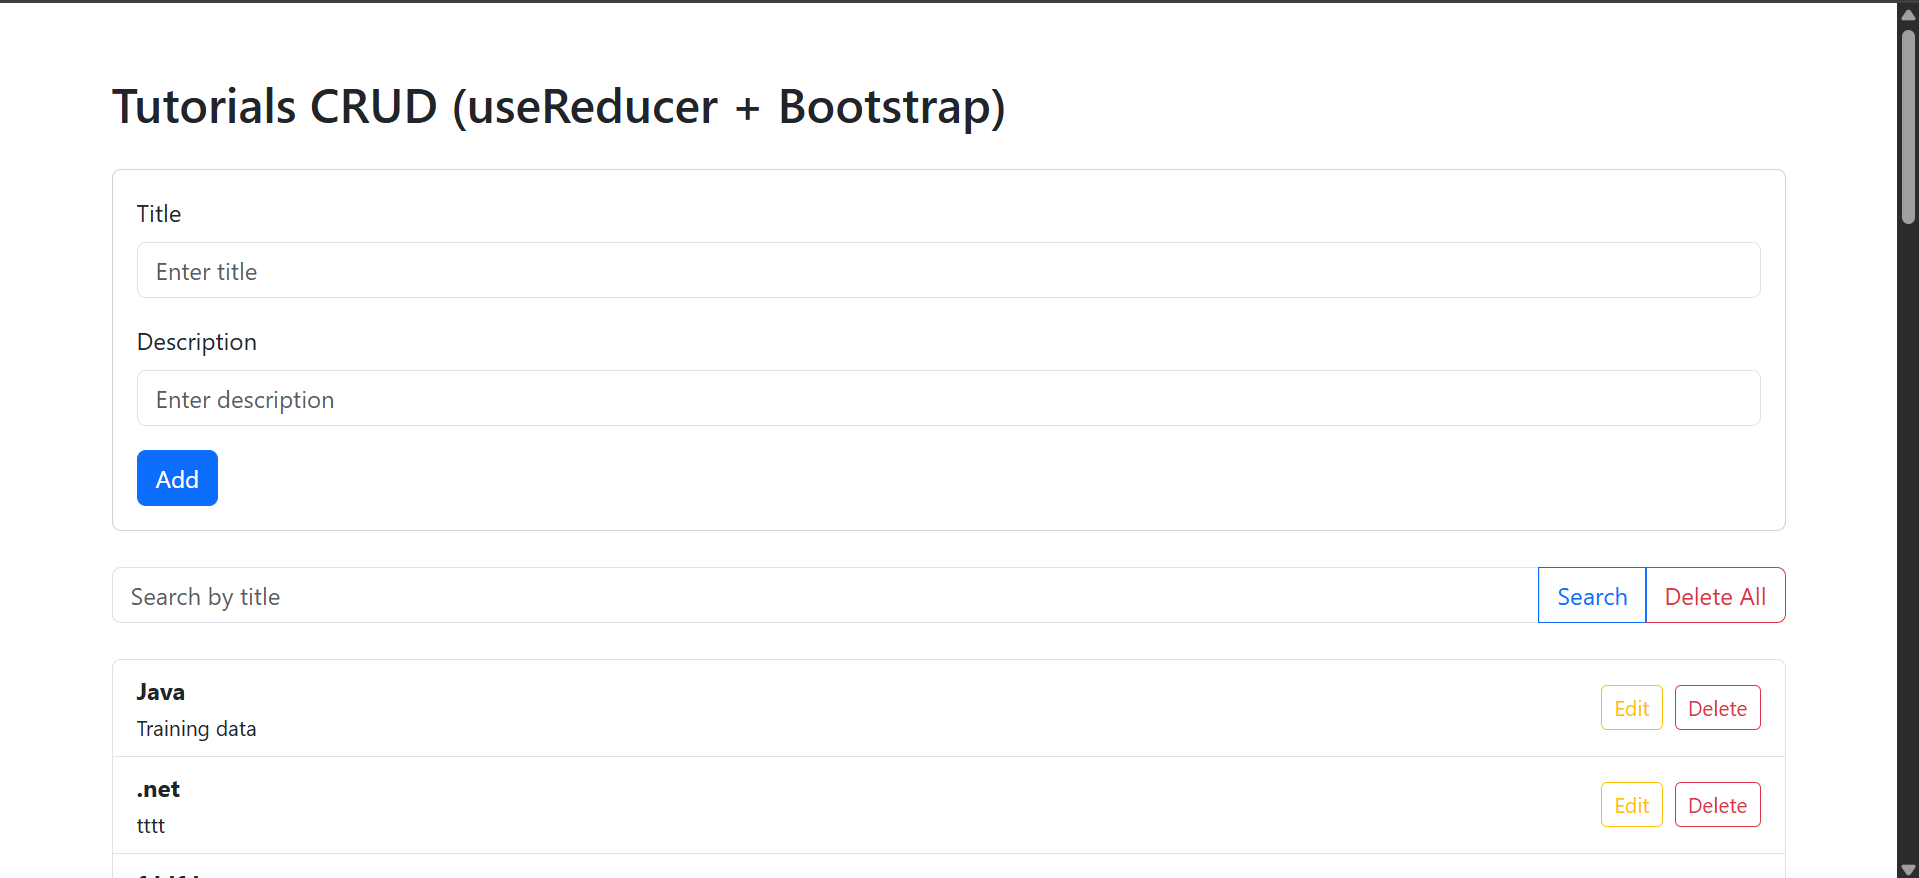 Tutorials CRUD (useReducer + Bootstrap)
Title
Enter title
Description
Enter description
Add
Search by title
Search
Delete All
Java
Training data
Edit
Delete
.net
tttt
Edit
Delete